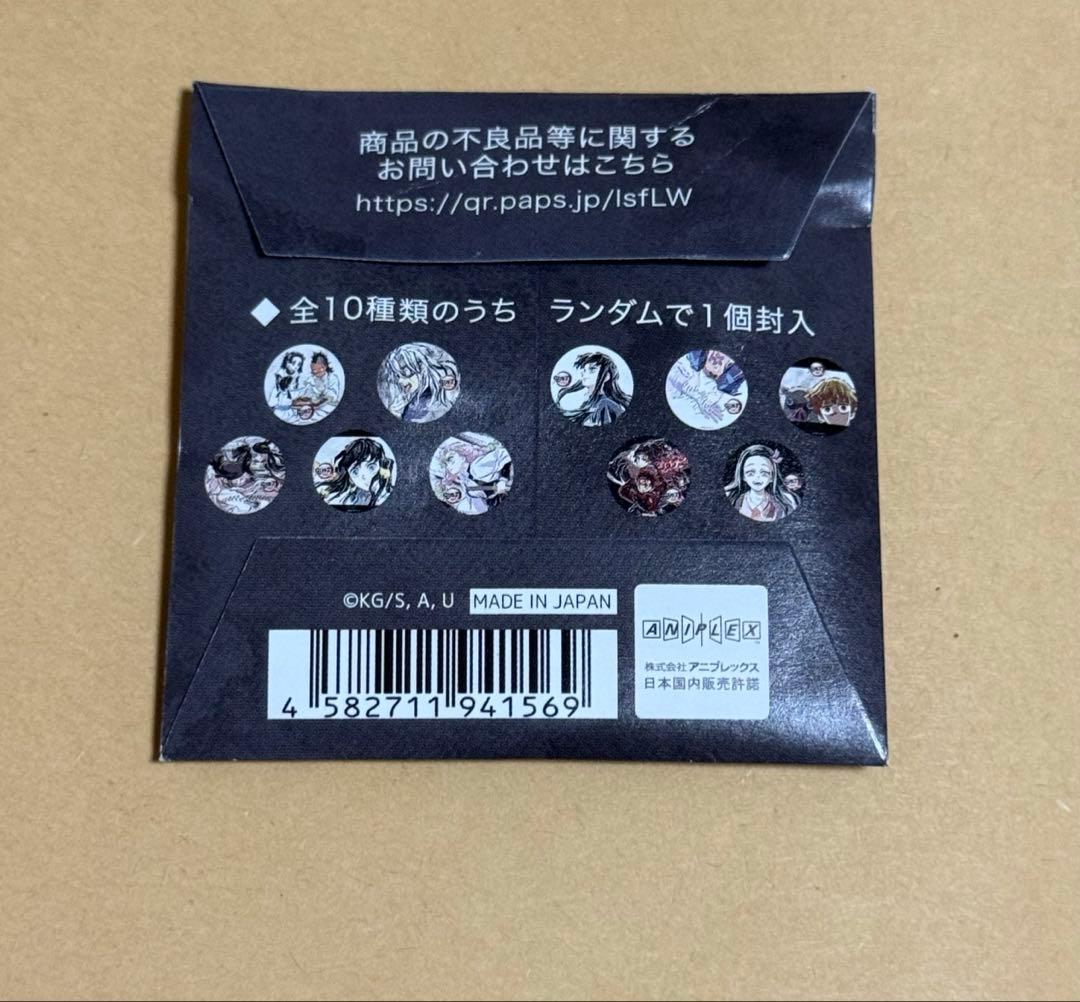 商品の不良品等に関する
お問い合わせはこちら
https://qr.paps.jp/lsfLW
◆ 全10種類のうち ランダムで1個封入
©KG/S, A, U MADE IN JAPAN
4 582711 941569
ANIPLEX
株式会社 アニプレックス
日本国内販売許諾